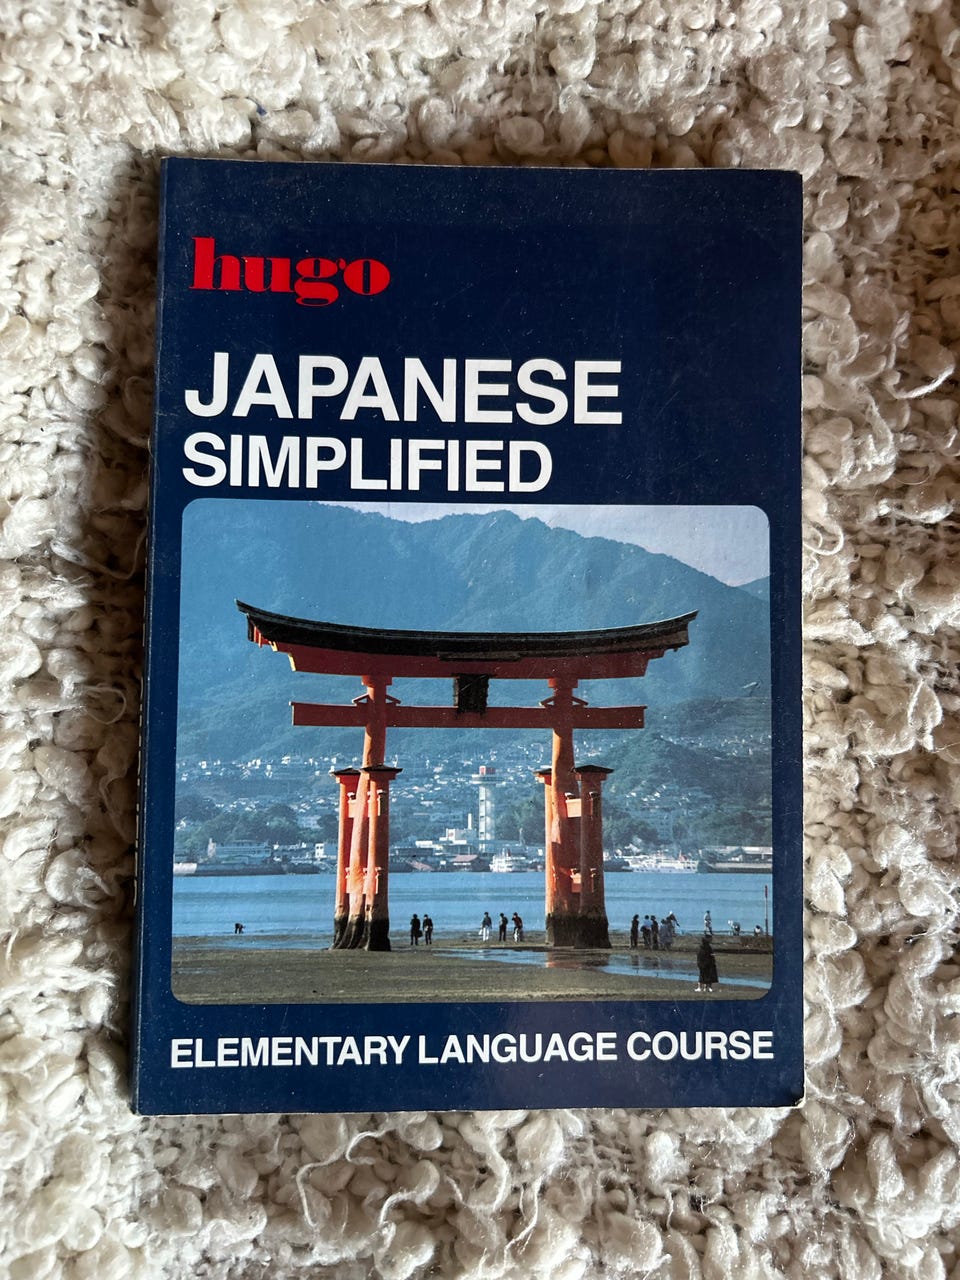 hugo
JAPANESE
SIMPLIFIED
ELEMENTARY LANGUAGE COURSE